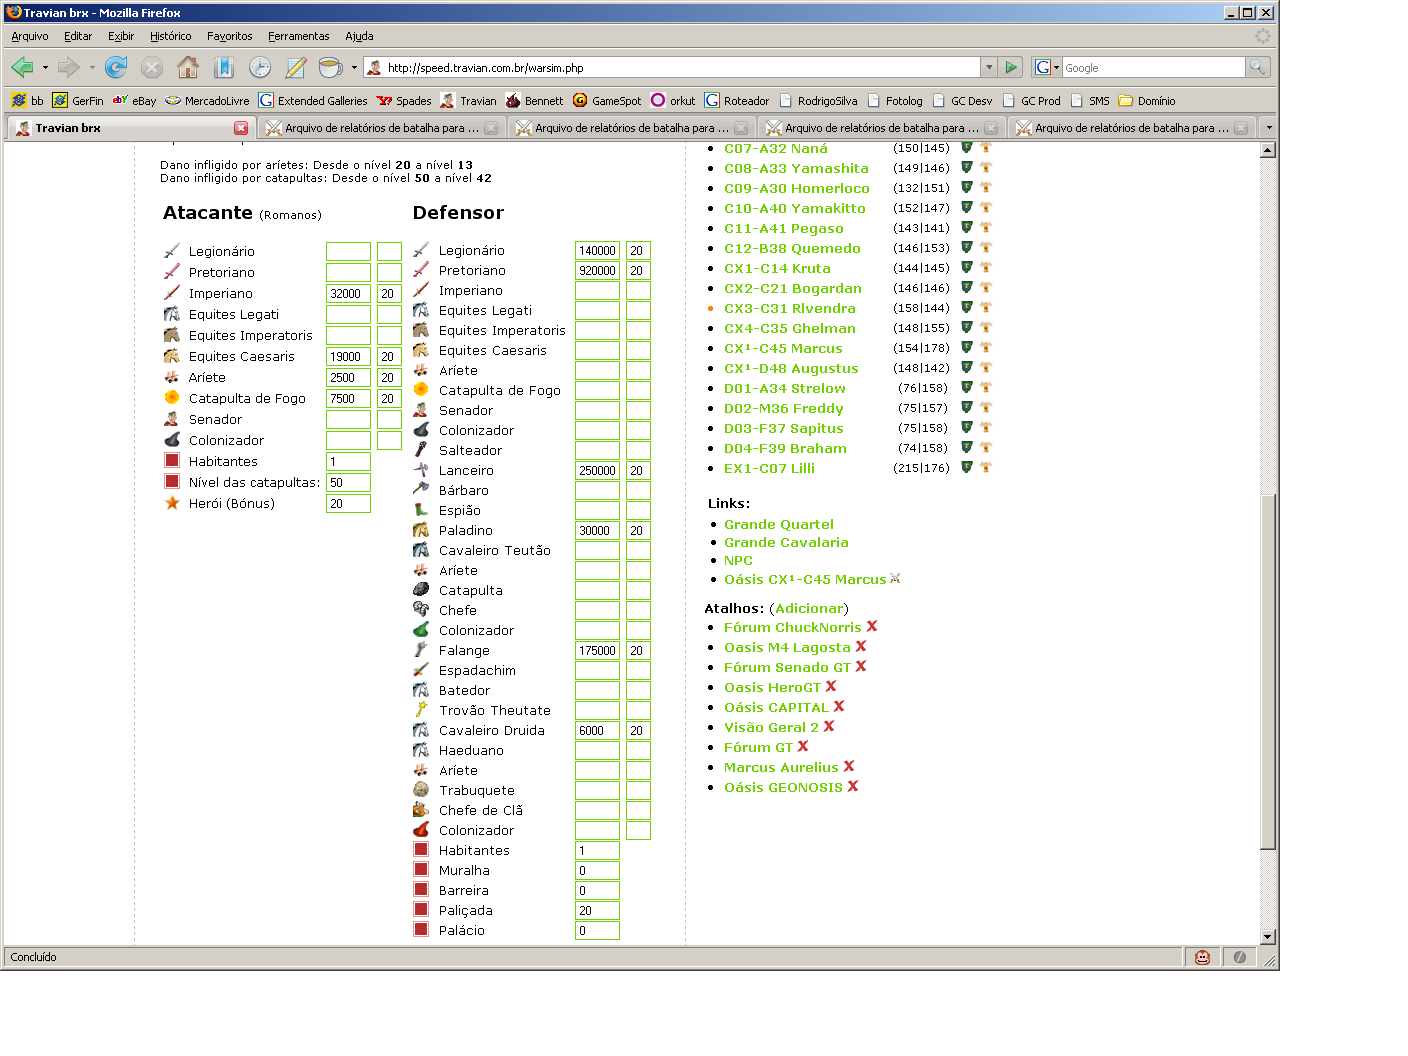 Travian brx - Mozilla Firefox
Arquivo Editar Exibir Histórico Favoritos Ferramentas Ajuda
http://speed.travian.com.br/warsim.php
Google
bb GerFin eBay MercadoLivre Extended Galleries Spades Travian Bennett GameSpot orkut Roteador RodrigoSilva Fotolog GC Desv GC Prod SMS Domínio
Travian brx
Arquivo de relatórios de batalha para ...
Arquivo de relatórios de batalha para ...
Arquivo de relatórios de batalha para ...
Arquivo de relatórios de batalha para ...
Dano infligido por aríetes: Desde o nível 20 a nível 13
Dano infligido por catapultas: Desde o nível 50 a nível 42
Atacante (Romanos)
Legionário
Pretoriano
Imperiano 32000 20
Equites Legati
Equites Imperatoris
Equites Caesaris 19000 20
Aríete 2500 20
Catapulta de Fogo 7500 20
Senador
Colonizador
Habitantes 1
Nível das catapultas: 50
Herói (Bónus) 20
Defensor
Legionário 140000 20
Pretoriano 920000 20
Imperiano
Equites Legati
Equites Imperatoris
Equites Caesaris
Aríete
Catapulta de Fogo
Senador
Colonizador
Salteador
Lanceiro 250000 20
Bárbaro
Espião
Paladino 30000 20
Cavaleiro Teutão
Aríete
Catapulta
Chefe
Colonizador
Falange 175000 20
Espadachim
Batedor
Trovão Theutate
Cavaleiro Druida 6000 20
Haeduano
Aríete
Trabuquete
Chefe de Clã
Colonizador
Habitantes 1
Muralha 0
Barreira 0
Paliçada 20
Palácio 0
C07-A32 Naná (150|145)
C08-A33 Yamashita (149|146)
C09-A30 Homerloco (132|151)
C10-A40 Yamakitto (152|147)
C11-A41 Pegaso (143|141)
C12-B38 Quemedo (146|153)
CX1-C14 Kruta (144|145)
CX2-C21 Bogardan (146|146)
CX3-C31 Rlvendra (158|144)
CX4-C35 Ghelman (148|155)
CX¹-C45 Marcus (154|178)
CX¹-D48 Augustus (148|142)
D01-A34 Strelow (76|158)
D02-M36 Freddy (75|157)
D03-F37 Sapitus (75|158)
D04-F39 Braham (74|158)
EX1-C07 Lilli (215|176)
Links:
Grande Quartel
Grande Cavalaria
NPC
Oásis CX¹-C45 Marcus
Atalhos: (Adicionar)
Fórum ChuckNorris
Oasis M4 Lagosta
Fórum Senado GT
Oasis HeroGT
Oásis CAPITAL
Visão Geral 2
Fórum GT
Marcus Aurelius
Oásis GEONOSIS
Concluído